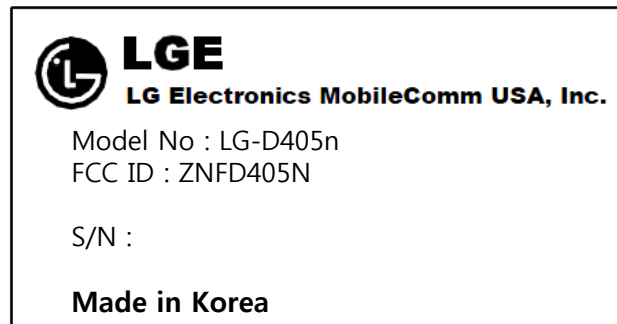 LGE
LG Electronics MobileComm USA, Inc.
Model No : LG-D405n
FCC ID : ZNFD405N
S/N :
Made in Korea